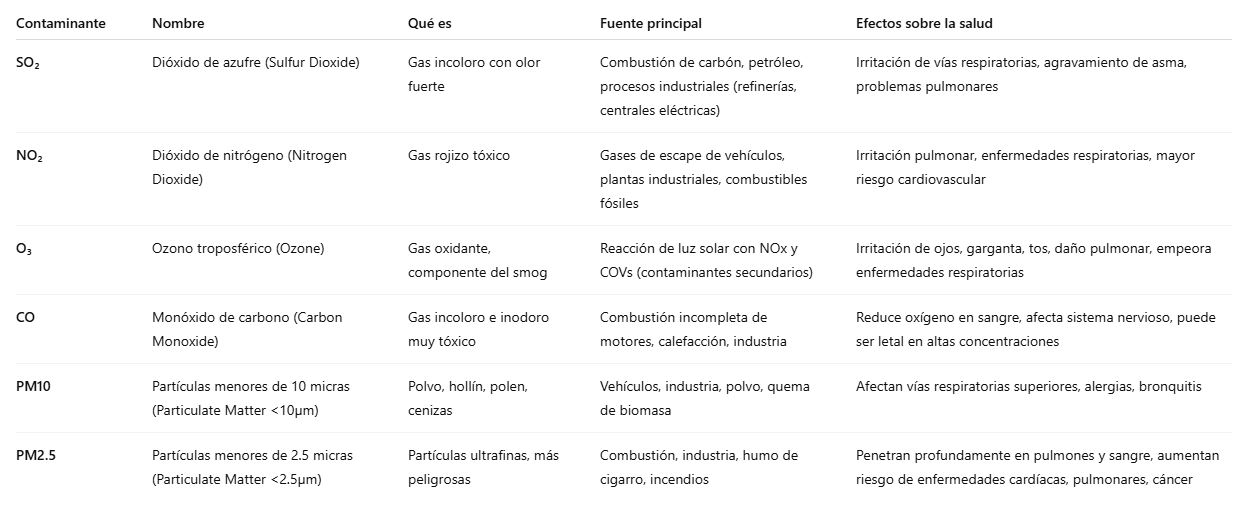 Contaminante Nombre Qué es Fuente principal Efectos sobre la salud
SO₂ Dióxido de azufre (Sulfur Dioxide) Gas incoloro con olor Combustión de carbón, petróleo, Irritación de vías respiratorias, agravamiento de asma,
fuerte procesos industriales (refinerías, problemas pulmonares
centrales eléctricas)
NO₂ Dióxido de nitrógeno (Nitrogen Gas rojizo tóxico Gases de escape de vehículos, Irritación pulmonar, enfermedades respiratorias, mayor
Dioxide) plantas industriales, combustibles riesgo cardiovascular
fósiles
O₃ Ozono troposférico (Ozone) Gas oxidante, Reacción de luz solar con NOx y Irritación de ojos, garganta, tos, daño pulmonar, empeora
componente del smog COVs (contaminantes secundarios) enfermedades respiratorias
CO Monóxido de carbono (Carbon Gas incoloro e inodoro Combustión incompleta de Reduce oxígeno en sangre, afecta sistema nervioso, puede
Monoxide) muy tóxico motores, calefacción, industria ser letal en altas concentraciones
PM10 Partículas menores de 10 micras Polvo, hollín, polen, Vehículos, industria, polvo, quema Afectan vías respiratorias superiores, alergias, bronquitis
(Particulate Matter <10µm) cenizas de biomasa
PM2.5 Partículas menores de 2.5 micras Partículas ultrafinas, más Combustión, industria, humo de Penetran profundamente en pulmones y sangre, aumentan
(Particulate Matter <2.5µm) peligrosas cigarro, incendios riesgo de enfermedades cardíacas, pulmonares, cáncer